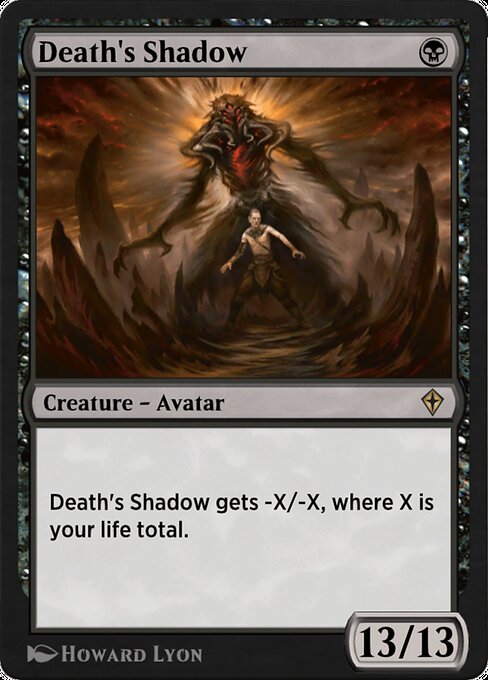 Death's Shadow
Creature – Avatar
Death's Shadow gets -X/-X, where X is
your life total.
13/13
Howard Lyon